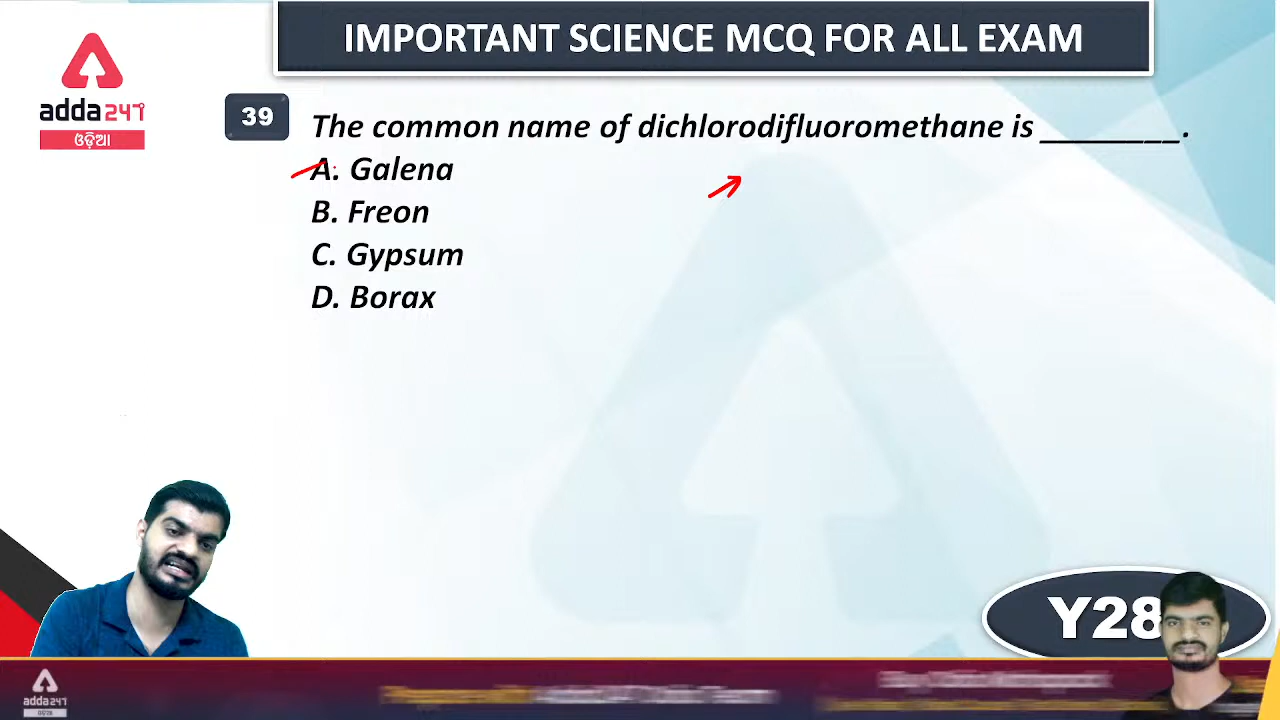 IMPORTANT SCIENCE MCQ FOR ALL EXAM
adda247
ଓଡ଼ିଆ
39
The common name of dichlorodifluoromethane is ________.
A. Galena
B. Freon
C. Gypsum
D. Borax
Y28
adda247